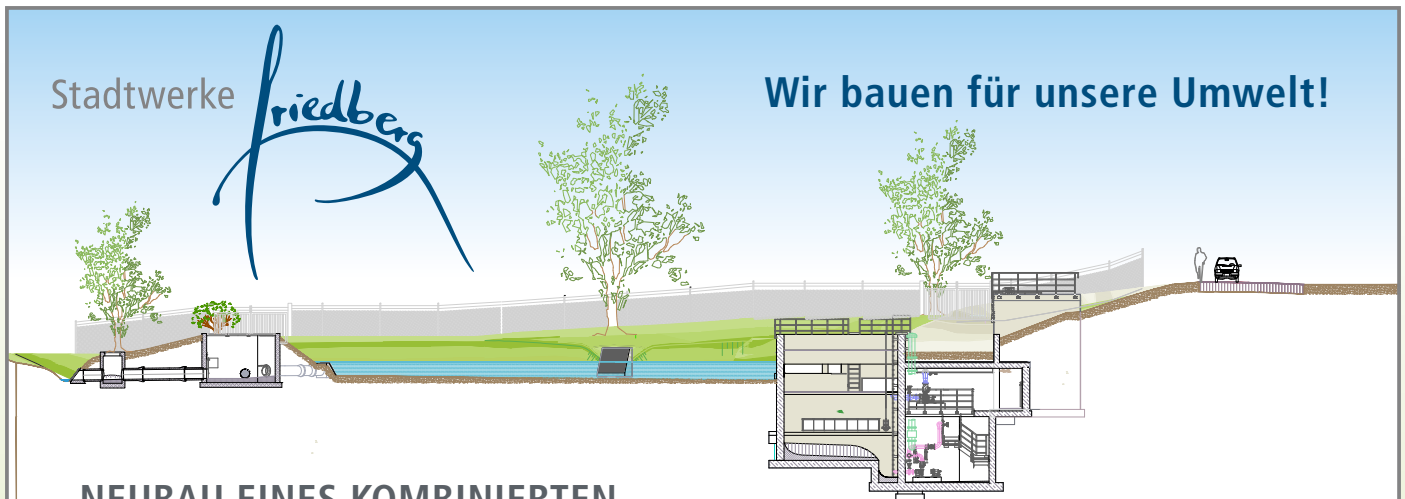 Stadtwerke friedberg
Wir bauen für unsere Umwelt!
NEUBAU EINES KOMBINIERTEN